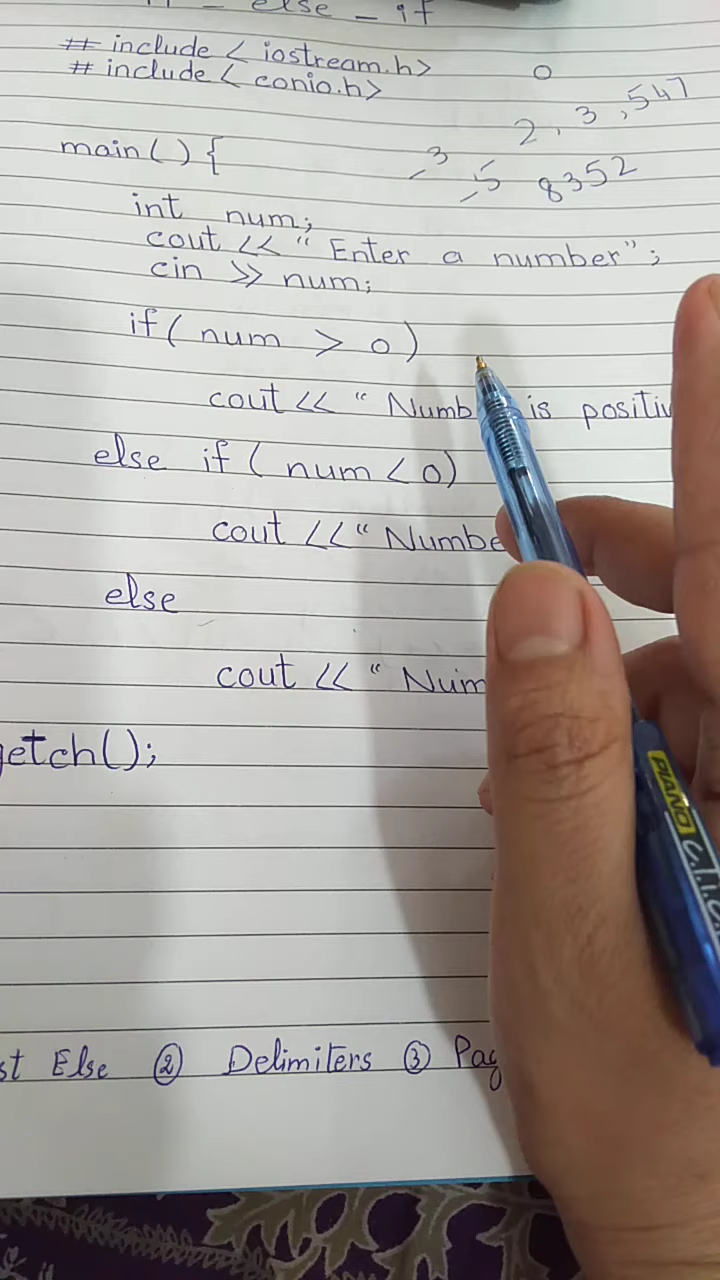 else - if
# include < iostream.h>
# include < conio.h>
0
2, 3, 547
-3 -5 8352
main( ) {
int num;
cout << " Enter a number";
cin >> num;
if ( num > 0 )
cout << " Numb is positiv
else if ( num < 0 )
cout << " Numbe
else
cout << " Num
getch();
st Else ② Delimiters ③ Pag
PIANO